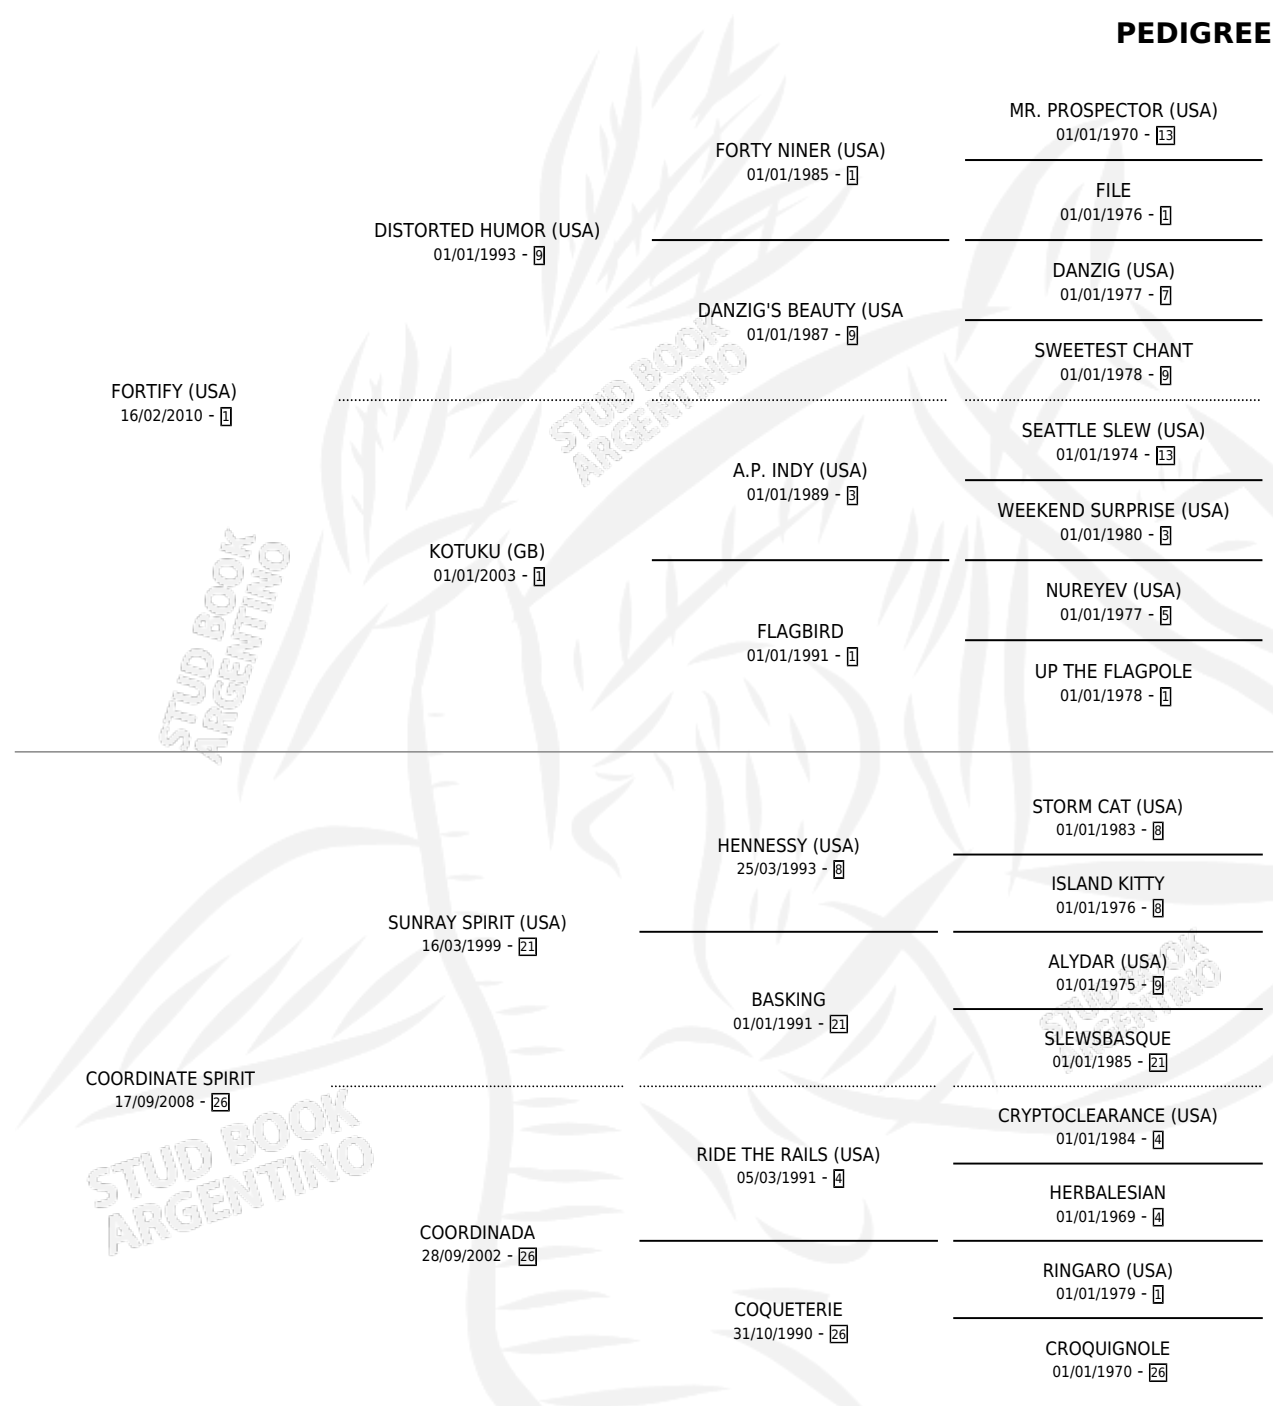 PEDIGREE
MR. PROSPECTOR (USA)
01/01/1970 - 13
FORTY NINER (USA)
01/01/1985 - 1
FILE
01/01/1976 - 1
DISTORTED HUMOR (USA)
01/01/1993 - 9
DANZIG (USA)
01/01/1977 - 7
DANZIG'S BEAUTY (USA
01/01/1987 - 9
SWEETEST CHANT
01/01/1978 - 9
FORTIFY (USA)
16/02/2010 - 1
SEATTLE SLEW (USA)
01/01/1974 - 13
A.P. INDY (USA)
01/01/1989 - 3
WEEKEND SURPRISE (USA)
01/01/1980 - 3
KOTUKU (GB)
01/01/2003 - 1
NUREYEV (USA)
01/01/1977 - 5
FLAGBIRD
01/01/1991 - 1
UP THE FLAGPOLE
01/01/1978 - 1
STORM CAT (USA)
01/01/1983 - 8
HENNESSY (USA)
25/03/1993 - 8
ISLAND KITTY
01/01/1976 - 8
SUNRAY SPIRIT (USA)
16/03/1999 - 21
ALYDAR (USA)
01/01/1975 - 9
BASKING
01/01/1991 - 21
SLEWSBASQUE
01/01/1985 - 21
COORDINATE SPIRIT
17/09/2008 - 26
CRYPTOCLEARANCE (USA)
01/01/1984 - 4
RIDE THE RAILS (USA)
05/03/1991 - 4
HERBALESIAN
01/01/1969 - 4
COORDINADA
28/09/2002 - 26
RINGARO (USA)
01/01/1979 - 1
COQUETERIE
31/10/1990 - 26
CROQUIGNOLE
01/01/1970 - 26
STUD BOOK
ARGENTINO
STUD BOOK
ARGENTINO
STUD BOOK
ARGENTINO
STUD BOOK
ARGENTINO